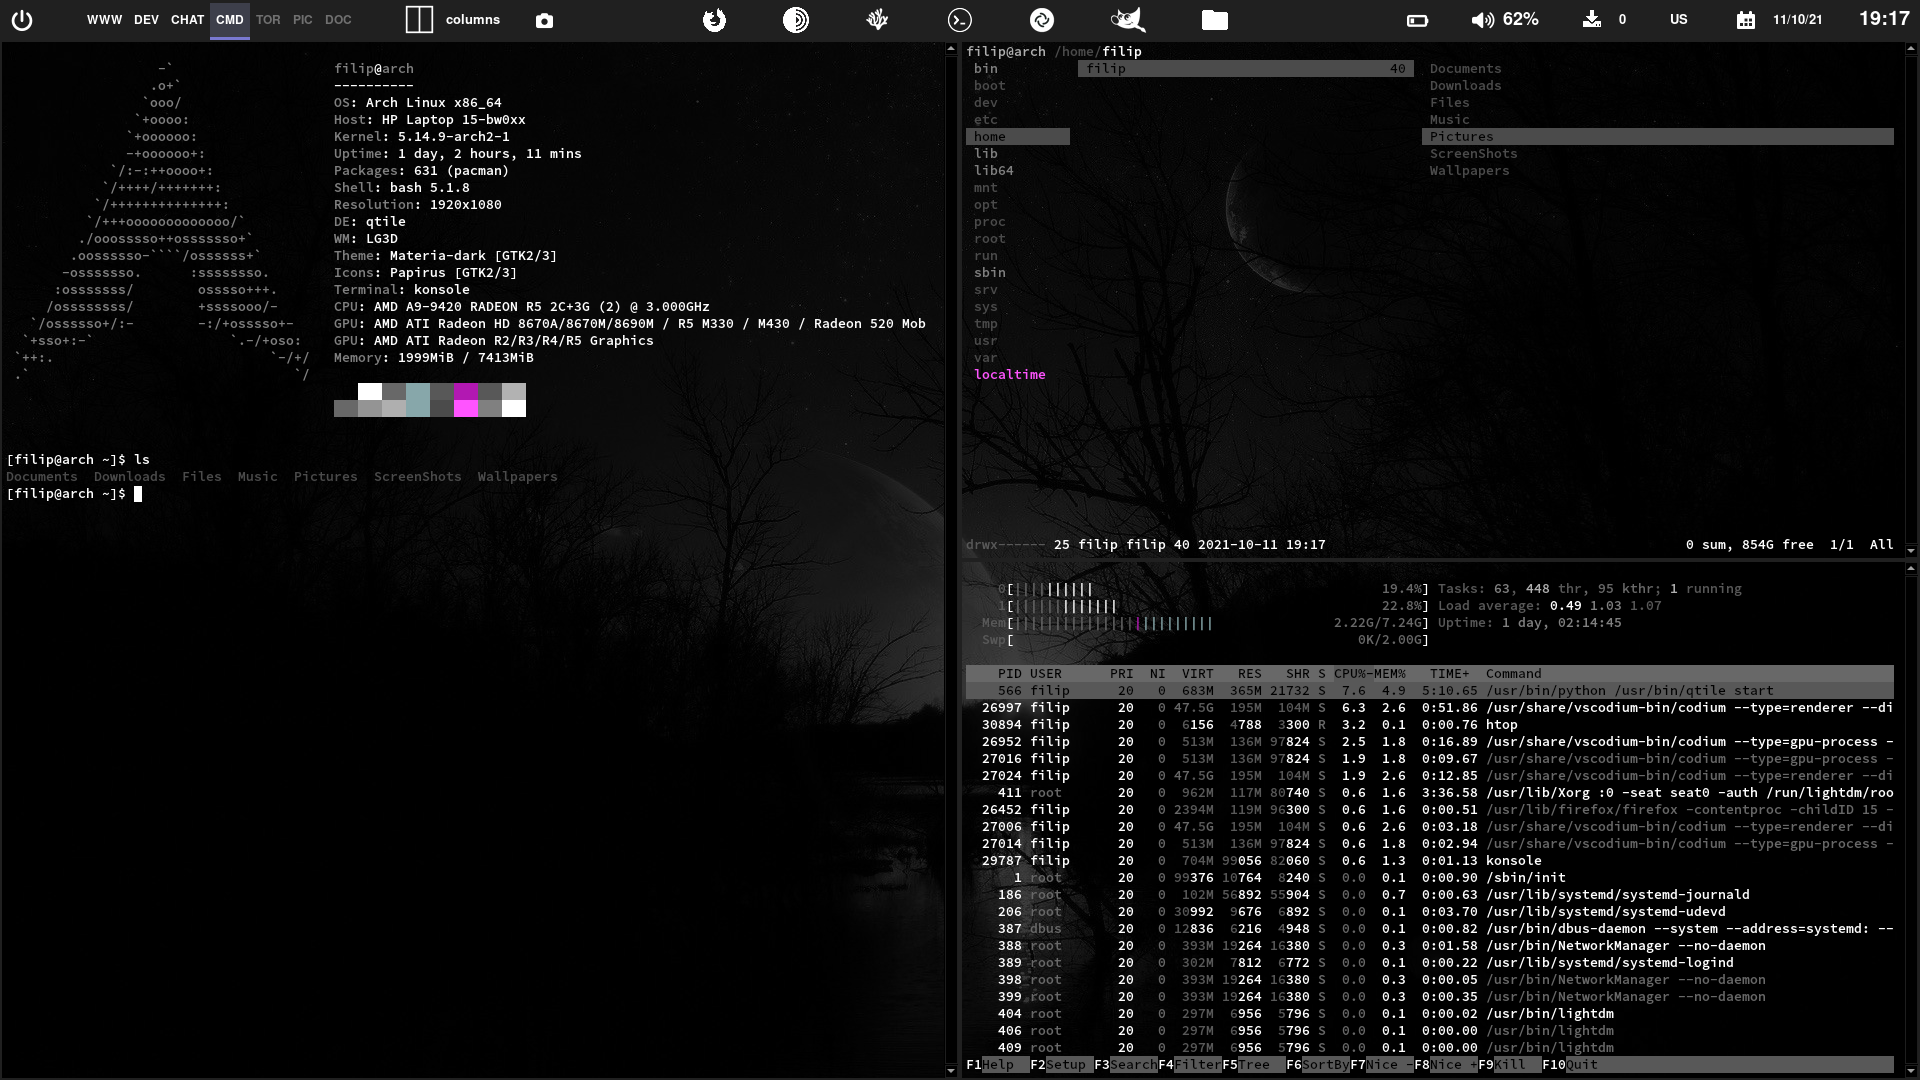 WWW DEV CHAT CMD TOR PIC DOC columns 62% 0 US 11/10/21 19:17
filip@arch
----------
OS: Arch Linux x86_64
Host: HP Laptop 15-bw0xx
Kernel: 5.14.9-arch2-1
Uptime: 1 day, 2 hours, 11 mins
Packages: 631 (pacman)
Shell: bash 5.1.8
Resolution: 1920x1080
DE: qtile
WM: LG3D
Theme: Materia-dark [GTK2/3]
Icons: Papirus [GTK2/3]
Terminal: konsole
CPU: AMD A9-9420 RADEON R5 2C+3G (2) @ 3.000GHz
GPU: AMD ATI Radeon HD 8670A/8670M/8690M / R5 M330 / M430 / Radeon 520 Mob
GPU: AMD ATI Radeon R2/R3/R4/R5 Graphics
Memory: 1999MiB / 7413MiB
[filip@arch ~]$ ls
Documents Downloads Files Music Pictures ScreenShots Wallpapers
[filip@arch ~]$
filip@arch /home/filip
bin
boot
dev
etc
home
lib
lib64
mnt
opt
proc
root
run
sbin
srv
sys
tmp
usr
var
localtime
filip 40
Documents
Downloads
Files
Music
Pictures
ScreenShots
Wallpapers
drwx------ 25 filip filip 40 2021-10-11 19:17 0 sum, 854G free 1/1 All
0[|||||||||| 19.4%] Tasks: 63, 448 thr, 95 kthr; 1 running
1[||||||||||||| 22.8%] Load average: 0.49 1.03 1.07
Mem[||||||||||||||||||||||||| 2.22G/7.24G] Uptime: 1 day, 02:14:45
Swp[ 0K/2.00G]
PID USER PRI NI VIRT RES SHR S CPU%-MEM% TIME+ Command
566 filip 20 0 683M 365M 21732 S 7.6 4.9 5:10.65 /usr/bin/python /usr/bin/qtile start
26997 filip 20 0 47.5G 195M 104M S 6.3 2.6 0:51.86 /usr/share/vscodium-bin/codium --type=renderer --di
30894 filip 20 0 6156 4788 3300 R 3.2 0.1 0:00.76 htop
26952 filip 20 0 513M 136M 97824 S 2.5 1.8 0:16.89 /usr/share/vscodium-bin/codium --type=gpu-process -
27016 filip 20 0 513M 136M 97824 S 1.9 1.8 0:09.67 /usr/share/vscodium-bin/codium --type=gpu-process -
27024 filip 20 0 47.5G 195M 104M S 1.9 2.6 0:12.85 /usr/share/vscodium-bin/codium --type=renderer --di
411 root 20 0 962M 117M 80740 S 0.6 1.6 3:36.58 /usr/lib/Xorg :0 -seat seat0 -auth /run/lightdm/roo
26452 filip 20 0 2394M 119M 96300 S 0.6 1.6 0:00.51 /usr/lib/firefox/firefox -contentproc -childID 15 -
27006 filip 20 0 47.5G 195M 104M S 0.6 2.6 0:03.18 /usr/share/vscodium-bin/codium --type=renderer --di
27014 filip 20 0 513M 136M 97824 S 0.6 1.8 0:02.94 /usr/share/vscodium-bin/codium --type=gpu-process -
29787 filip 20 0 704M 99056 82060 S 0.6 1.3 0:01.13 konsole
1 root 20 0 99376 10764 8240 S 0.0 0.1 0:00.90 /sbin/init
186 root 20 0 102M 56892 55904 S 0.0 0.7 0:00.63 /usr/lib/systemd/systemd-journald
206 root 20 0 30992 9676 6892 S 0.0 0.1 0:03.70 /usr/lib/systemd/systemd-udevd
387 dbus 20 0 12836 6216 4948 S 0.0 0.1 0:00.82 /usr/bin/dbus-daemon --system --address=systemd: --
388 root 20 0 393M 19264 16380 S 0.0 0.3 0:01.58 /usr/bin/NetworkManager --no-daemon
389 root 20 0 302M 7812 6772 S 0.0 0.1 0:00.22 /usr/lib/systemd/systemd-logind
398 root 20 0 393M 19264 16380 S 0.0 0.3 0:00.05 /usr/bin/NetworkManager --no-daemon
399 root 20 0 393M 19264 16380 S 0.0 0.3 0:00.35 /usr/bin/NetworkManager --no-daemon
404 root 20 0 297M 6956 5796 S 0.0 0.1 0:00.02 /usr/bin/lightdm
406 root 20 0 297M 6956 5796 S 0.0 0.1 0:00.00 /usr/bin/lightdm
409 root 20 0 297M 6956 5796 S 0.0 0.1 0:00.00 /usr/bin/lightdm
F1Help F2Setup F3SearchF4FilterF5Tree F6SortByF7Nice -F8Nice +F9Kill F10Quit